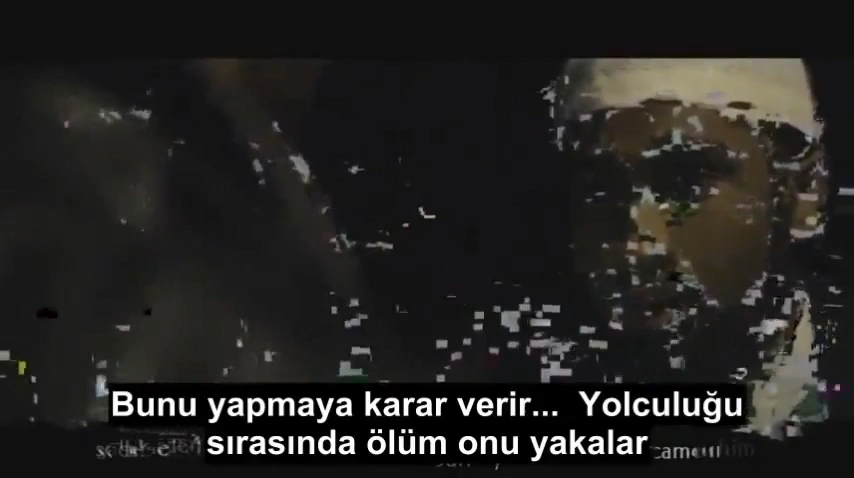 Bunu yapmaya karar verir... Yolculuğu
sırasında ölüm onu yakalar